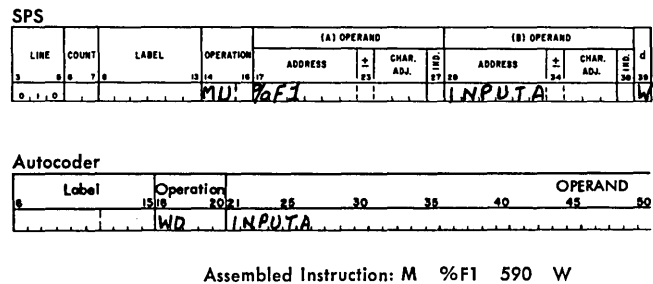 SPS
(A) OPERAND (B) OPERAND
LINE COUNT LABEL OPERATION ADDRESS ± CHAR. ADJ. IND. ADDRESS ± CHAR. ADJ. IND. d
3 5 6 7 8 13 14 16 17 23 27 28 34 38 39
0 1 0 MU %F1 INPUTA W
Autocoder
Label Operation OPERAND
6 15 16 20 21 25 30 35 40 45 50
WD INPUTA
Assembled Instruction: M %F1 590 W